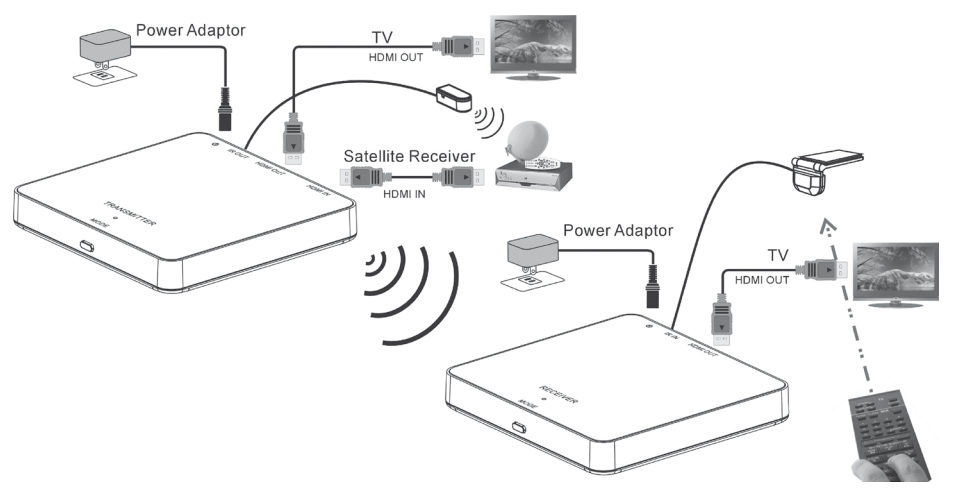 Power Adaptor
TV
HDMI OUT
IR OUT
HDMI OUT
HDMI IN
Satellite Receiver
HDMI IN
TRANSMITTER
MODE
Power Adaptor
TV
HDMI OUT
IR IN
HDMI OUT
RECEIVER
MODE